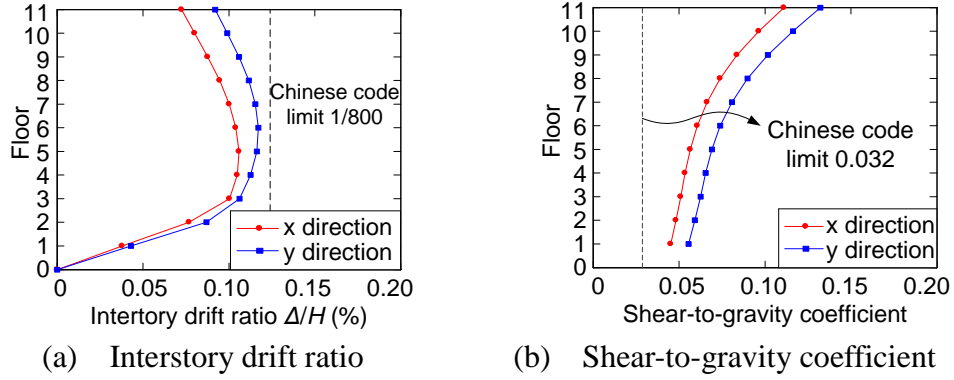 11
10
9
8
7
6
5
4
3
2
1
0
Floor
Chinese code
limit 1/800
x direction
y direction
0 0.05 0.10 0.15 0.20
Intertory drift ratio Δ/H (%)
(a) Interstory drift ratio
11
10
9
8
7
6
5
4
3
2
1
0
Floor
Chinese code
limit 0.032
x direction
y direction
0 0.05 0.10 0.15 0.20
Shear-to-gravity coefficient
(b) Shear-to-gravity coefficient